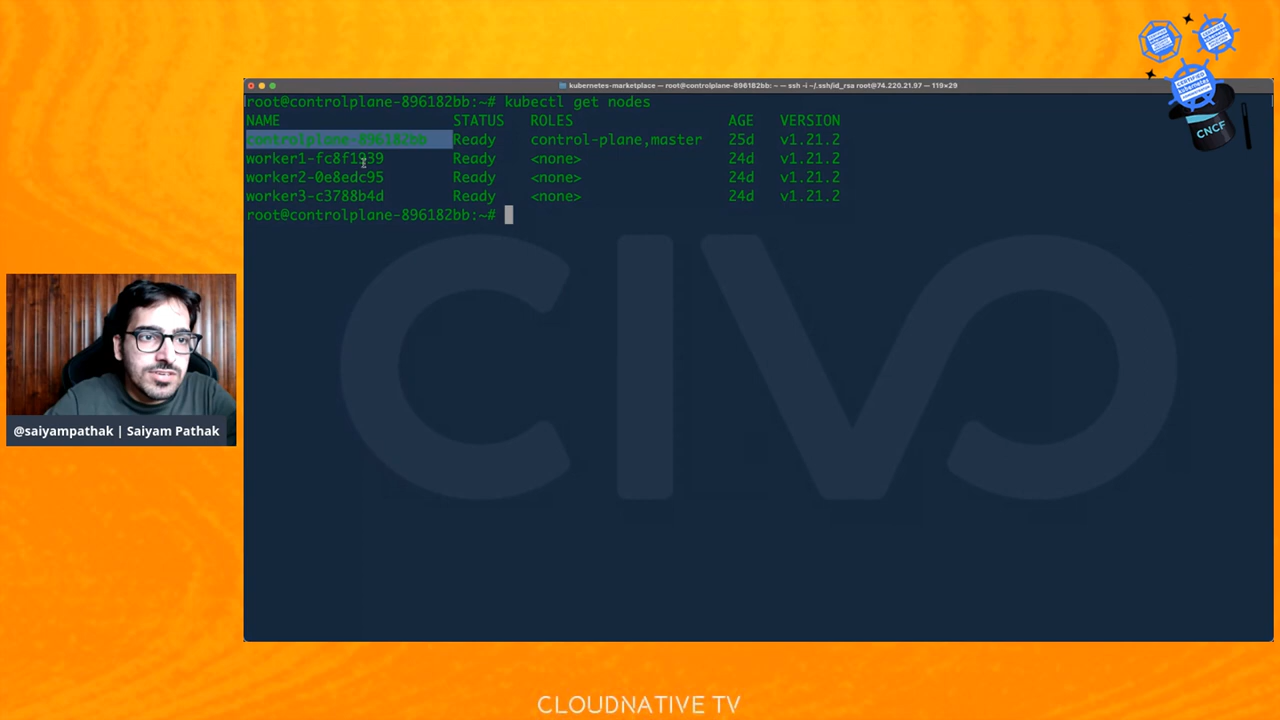 kubernetes-marketplace — root@controlplane-896182bb: ~ — ssh -i ~/.ssh/id_rsa root@74.220.21.97 — 119×29
root@controlplane-896182bb:~# kubectl get nodes
NAME STATUS ROLES AGE VERSION
controlplane-896182bb Ready control-plane,master 25d v1.21.2
worker1-fc8f1939 Ready <none> 24d v1.21.2
worker2-0e8edc95 Ready <none> 24d v1.21.2
worker3-c3788b4d Ready <none> 24d v1.21.2
root@controlplane-896182bb:~#
CIVO
CNCF
@saiyampathak | Saiyam Pathak
CLOUDNATIVE TV